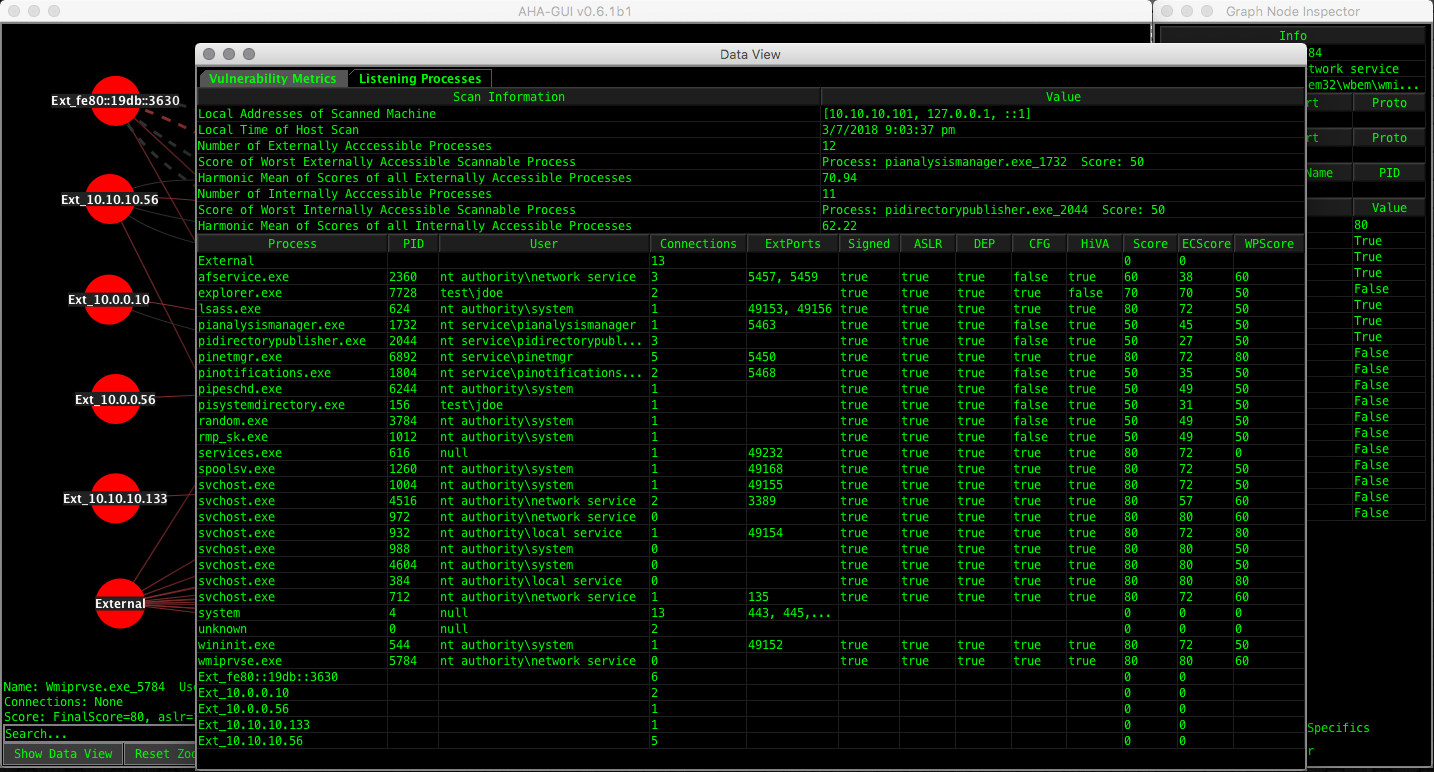 AHA-GUI v0.6.1b1
Graph Node Inspector
Data View
Info
84
twork service
em32\wbem\wmi...
rt Proto
rt Proto
Name PID
Value
80
True
True
True
False
True
True
True
False
False
False
False
False
False
False
False
False
False
False
Specifics
r
Ext_fe80::19db::3630
Ext_10.10.10.56
Ext_10.0.0.10
Ext_10.0.0.56
Ext_10.10.10.133
External
Vulnerability Metrics Listening Processes
Scan Information Value
Local Addresses of Scanned Machine [10.10.10.101, 127.0.0.1, ::1]
Local Time of Host Scan 3/7/2018 9:03:37 pm
Number of Externally Acccessible Processes 12
Score of Worst Externally Accessible Scannable Process Process: pianalysismanager.exe_1732 Score: 50
Harmonic Mean of Scores of all Externally Accessible Processes 70.94
Number of Internally Acccessible Processes 11
Score of Worst Internally Accessible Scannable Process Process: pidirectorypublisher.exe_2044 Score: 50
Harmonic Mean of Scores of all Internally Accessible Processes 62.22
Process PID User Connections ExtPorts Signed ASLR DEP CFG HiVA Score ECScore WPScore
External 13 0 0
afservice.exe 2360 nt authority\network service 3 5457, 5459 true true true false true 60 38 60
explorer.exe 7728 test\jdoe 2 true true true true false 70 70 50
lsass.exe 624 nt authority\system 1 49153, 49156 true true true true true 80 72 50
pianalysismanager.exe 1732 nt service\pianalysismanager 1 5463 true true true false true 50 45 50
pidirectorypublisher.exe 2044 nt service\pidirectorypubl... 3 true true true false true 50 27 50
pinetmgr.exe 6892 nt service\pinetmgr 5 5450 true true true true true 80 72 80
pinotifications.exe 1804 nt service\pinotifications... 2 5468 true true true false true 50 35 50
pipeschd.exe 6244 nt authority\system 1 true true true false true 50 49 50
pisystemdirectory.exe 156 test\jdoe 1 true true true false true 50 31 50
random.exe 3784 nt authority\system 1 true true true false true 50 49 50
rmp_sk.exe 1012 nt authority\system 1 true true true false true 50 49 50
services.exe 616 null 1 49232 true true true true true 80 72 0
spoolsv.exe 1260 nt authority\system 1 49168 true true true true true 80 72 50
svchost.exe 1004 nt authority\system 1 49155 true true true true true 80 72 50
svchost.exe 4516 nt authority\network service 2 3389 true true true true true 80 57 60
svchost.exe 972 nt authority\network service 0 true true true true true 80 80 60
svchost.exe 932 nt authority\local service 1 49154 true true true true true 80 72 80
svchost.exe 988 nt authority\system 0 true true true true true 80 80 50
svchost.exe 4604 nt authority\system 0 true true true true true 80 80 50
svchost.exe 384 nt authority\local service 0 true true true true true 80 80 80
svchost.exe 712 nt authority\network service 1 135 true true true true true 80 72 60
system 4 null 13 443, 445,... 0 0 0
unknown 0 null 2 0 0 0
wininit.exe 544 nt authority\system 1 49152 true true true true true 80 72 50
wmiprvse.exe 5784 nt authority\network service 0 true true true true true 80 80 60
Ext_fe80::19db::3630 6 0 0
Ext_10.0.0.10 2 0 0
Ext_10.0.0.56 1 0 0
Ext_10.10.10.133 1 0 0
Ext_10.10.10.56 5 0 0
Name: Wmiprvse.exe_5784 Us
Connections: None
Score: FinalScore=80, aslr=
Search...
Show Data View Reset Zoo